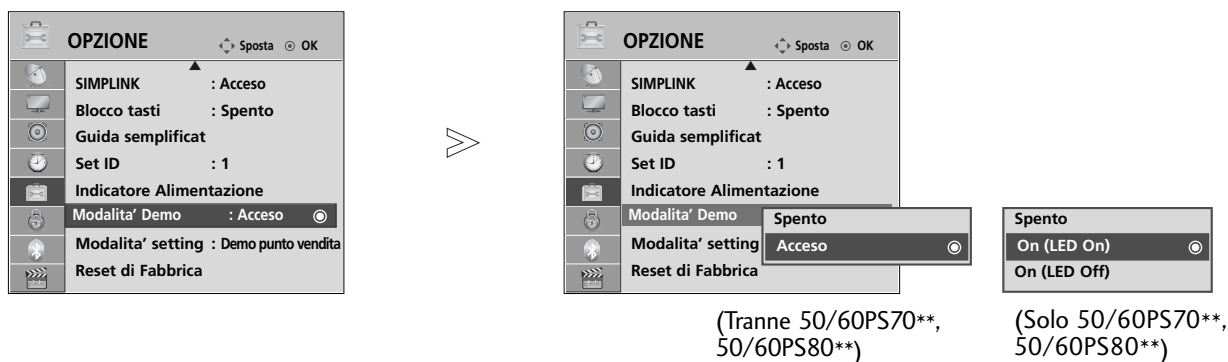 OPZIONE Sposta OK
SIMPLINK : Acceso
Blocco tasti : Spento
Guida semplificat
Set ID : 1
Indicatore Alimentazione
Modalita’ Demo : Acceso
Modalita’ setting : Demo punto vendita
Reset di Fabbrica
OPZIONE Sposta OK
SIMPLINK : Acceso
Blocco tasti : Spento
Guida semplificat
Set ID : 1
Indicatore Alimentazione
Modalita’ Demo
Modalita’ setting
Reset di Fabbrica
Spento
Acceso
(Tranne 50/60PS70**,
50/60PS80**)
Spento
On (LED On)
On (LED Off)
(Solo 50/60PS70**,
50/60PS80**)